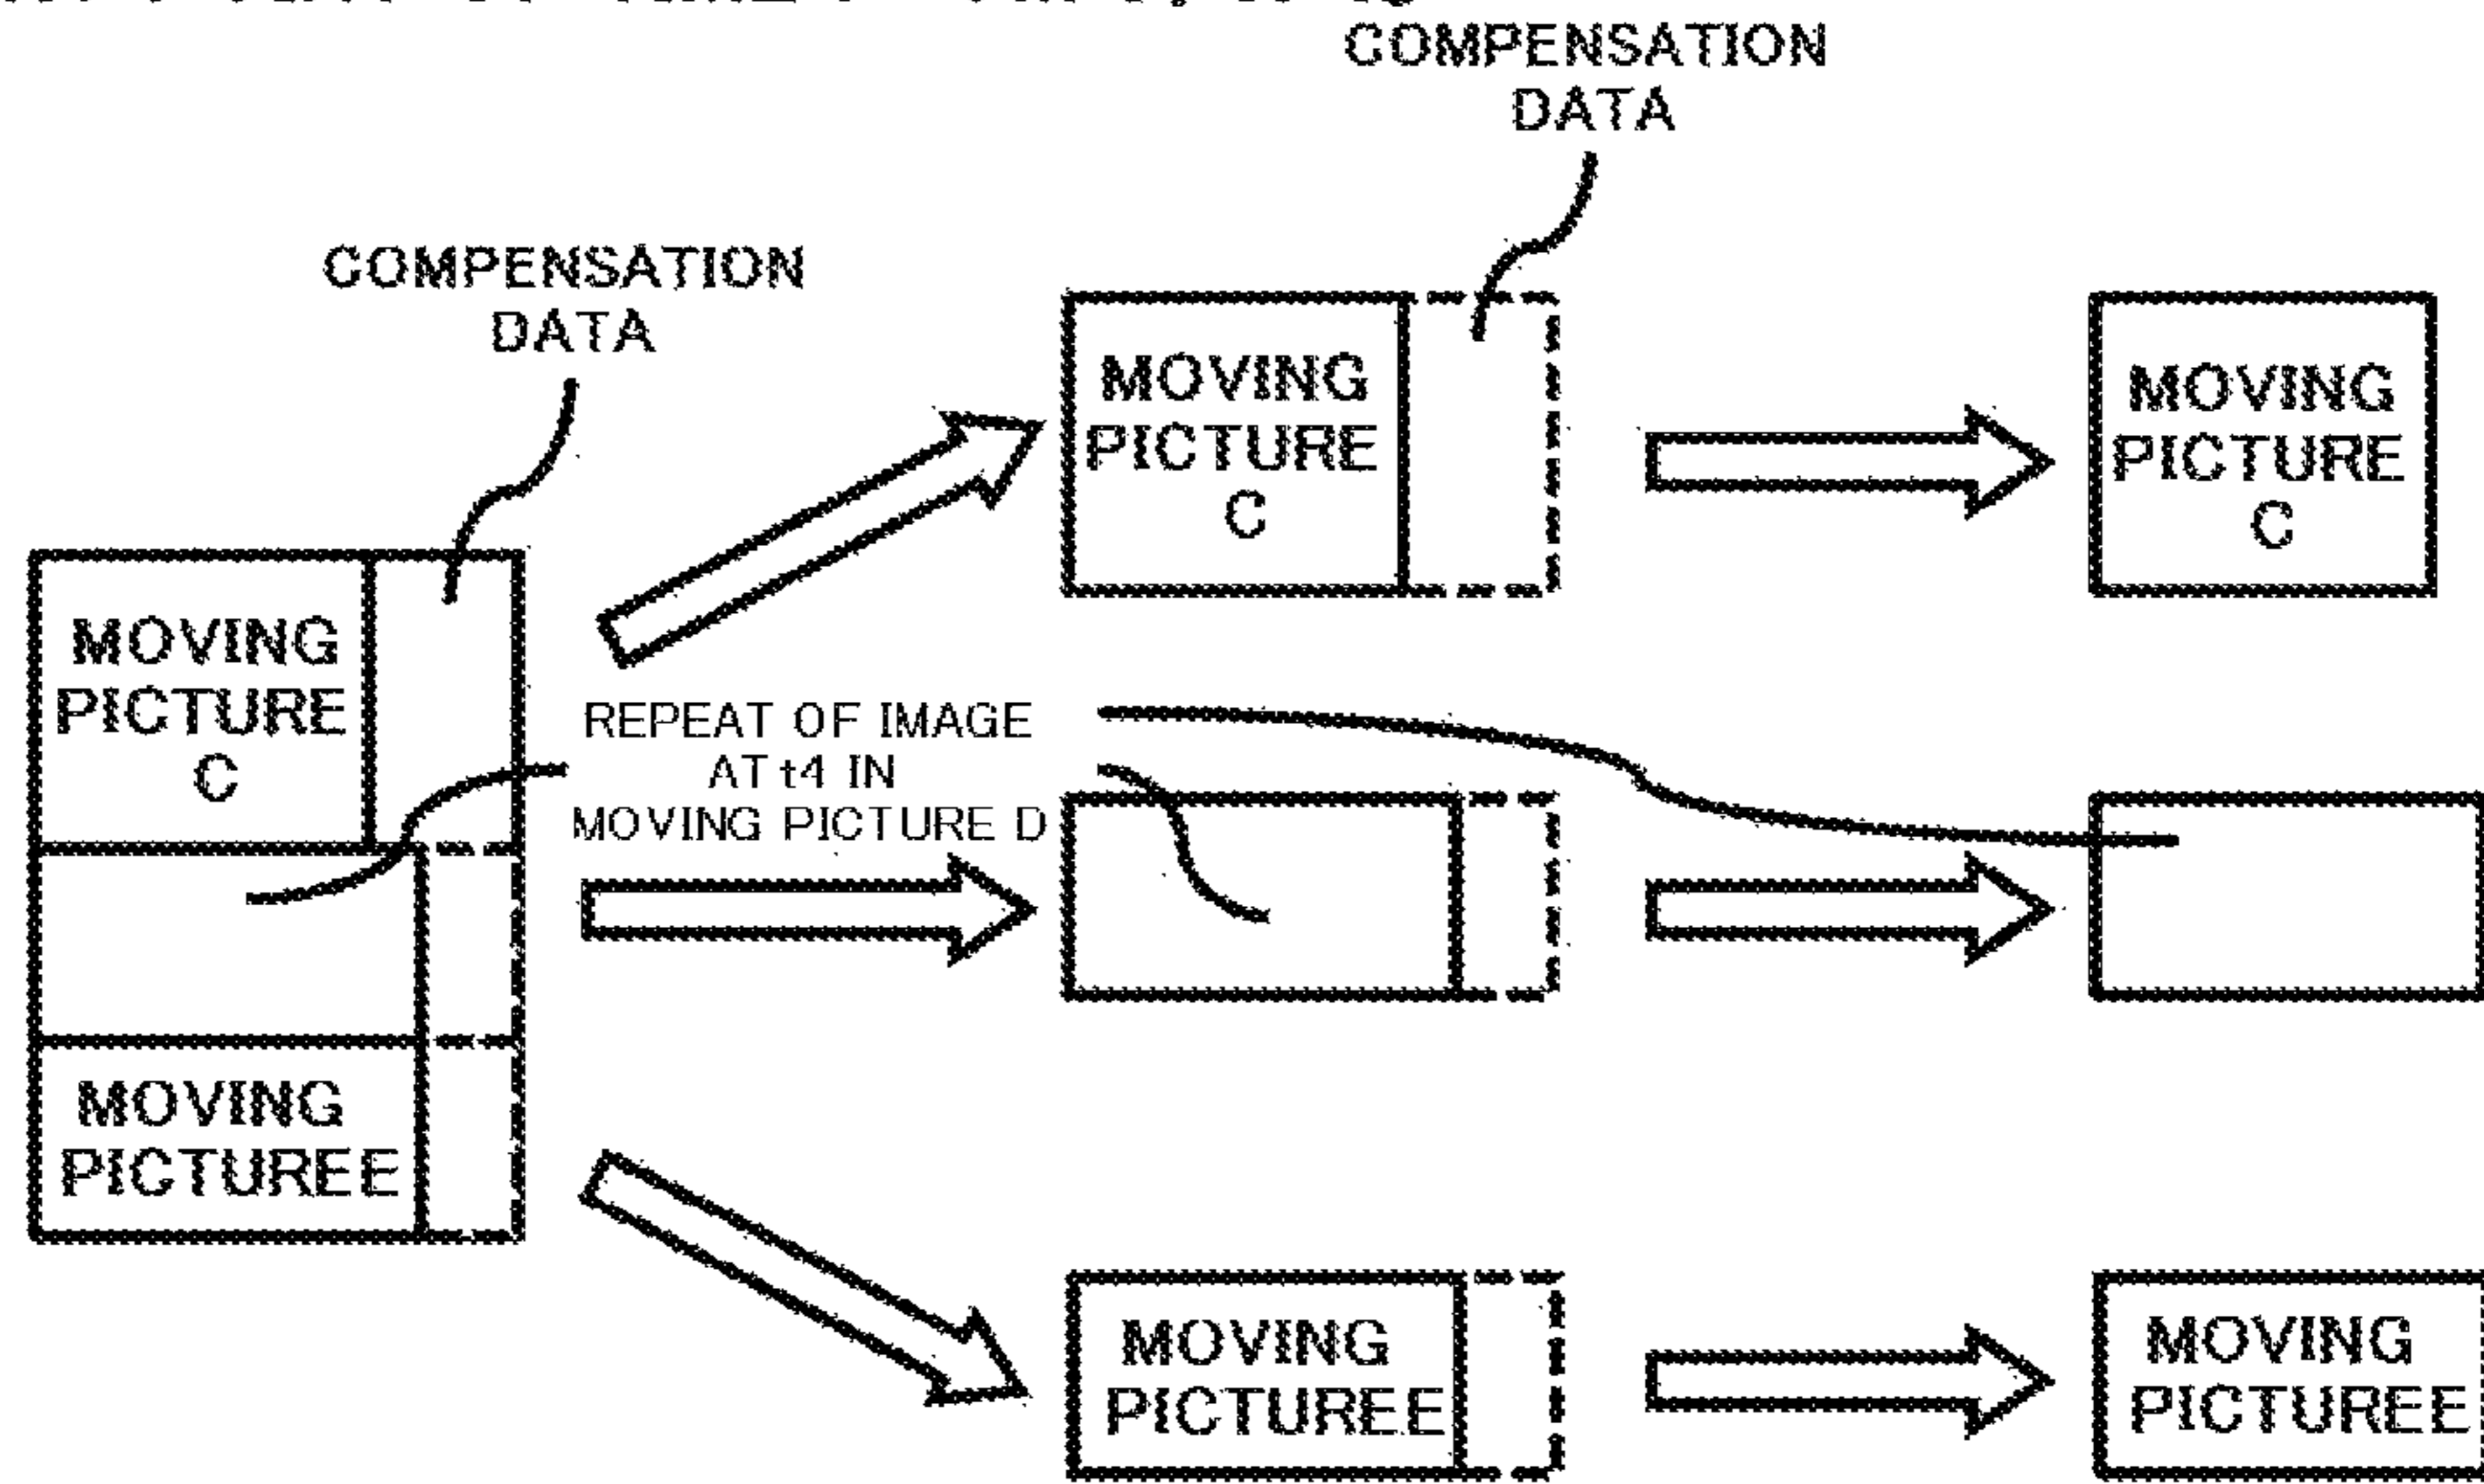 COMPENSATION
DATA
COMPENSATION
DATA
MOVING
PICTURE
C
MOVING
PICTURE
C
MOVING
PICTURE
C
REPEAT OF IMAGE
AT t4 IN
MOVING PICTURE D
MOVING
PICTUREE
MOVING
PICTUREE
MOVING
PICTUREE